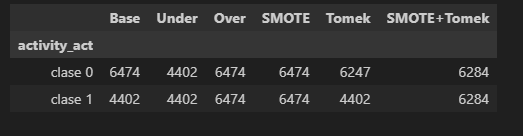 Base Under Over SMOTE Tomek SMOTE+Tomek
activity_act
clase 0 6474 4402 6474 6474 6247 6284
clase 1 4402 4402 6474 6474 4402 6284